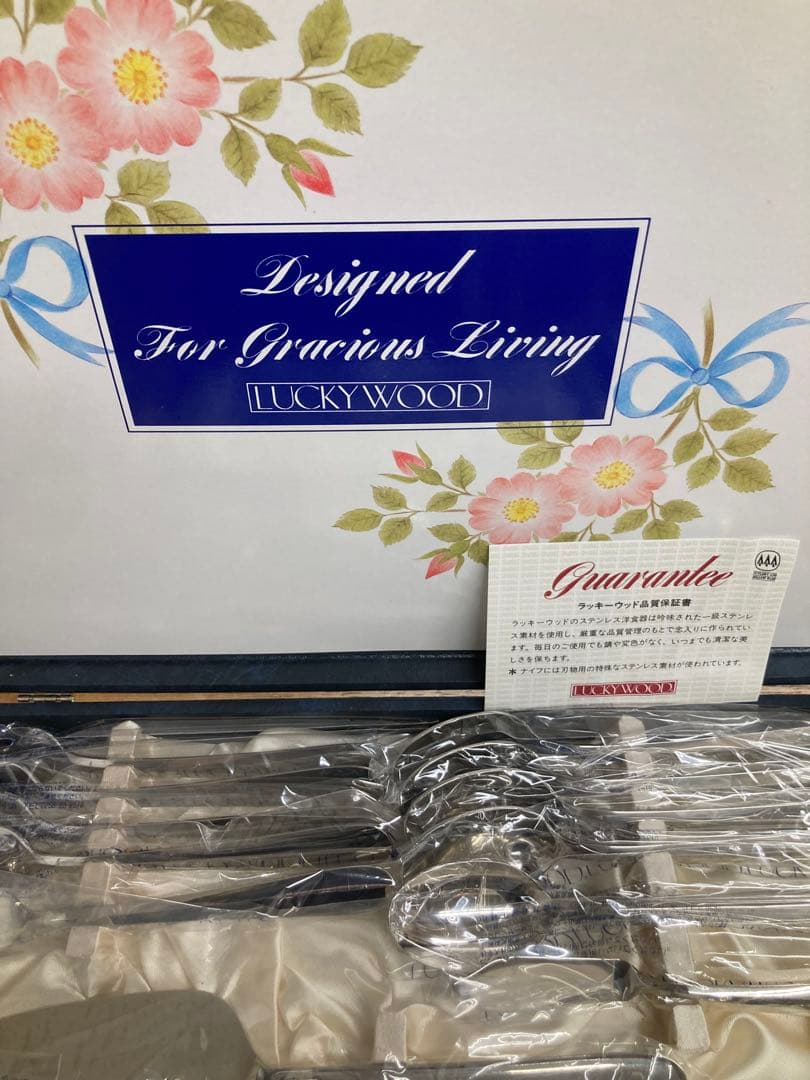 Designed
For Gracious Living
LUCKYWOOD
Guarantee
ラッキーウッド品質保証書
ラッキーウッドのステンレス洋食器は吟味された一級ステンレ
ス素材を使用し、厳重な品質管理のもとで念入りに作られてい
ます。毎日のご使用でも錆や変色がなく、いつまでも清潔な美
しさを保ちます。
＊ナイフには刃物用の特殊なステンレス素材が使われています。
LUCKYWOOD